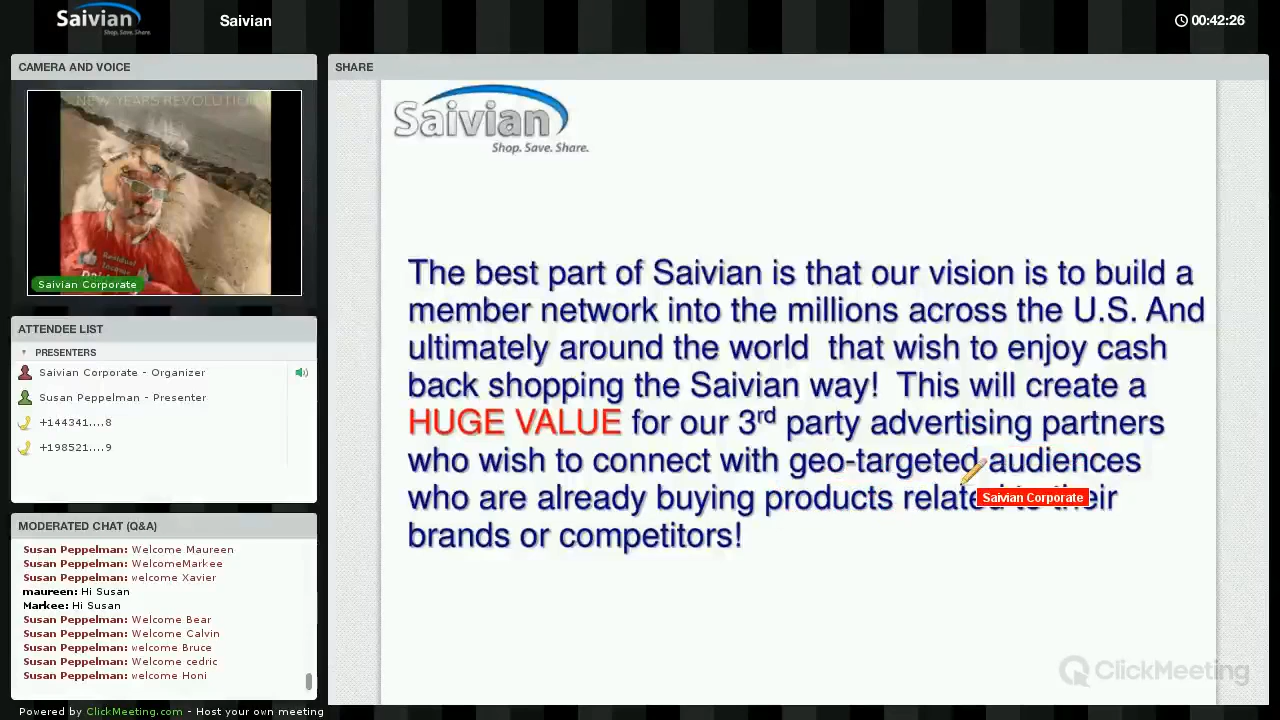 Saivian
Shop. Save. Share.
Saivian
00:42:26
CAMERA AND VOICE
NEW YEARS REVOLUTION
Residual
Income
Saivian Corporate
ATTENDEE LIST
PRESENTERS
Saivian Corporate - Organizer
Susan Peppelman - Presenter
+144341....8
+198521....9
MODERATED CHAT (Q&A)
Susan Peppelman: Welcome Maureen
Susan Peppelman: WelcomeMarkee
Susan Peppelman: welcome Xavier
maureen: Hi Susan
Markee: Hi Susan
Susan Peppelman: Welcome Bear
Susan Peppelman: Welcome Calvin
Susan Peppelman: welcome Bruce
Susan Peppelman: Welcome cedric
Susan Peppelman: welcome Honi
Powered by ClickMeeting.com - Host your own meeting
SHARE
Saivian
Shop. Save. Share.
The best part of Saivian is that our vision is to build a
member network into the millions across the U.S. And
ultimately around the world that wish to enjoy cash
back shopping the Saivian way! This will create a
HUGE VALUE for our 3rd party advertising partners
who wish to connect with geo-targeted audiences
who are already buying products related to their
brands or competitors!
Saivian Corporate
ClickMeeting